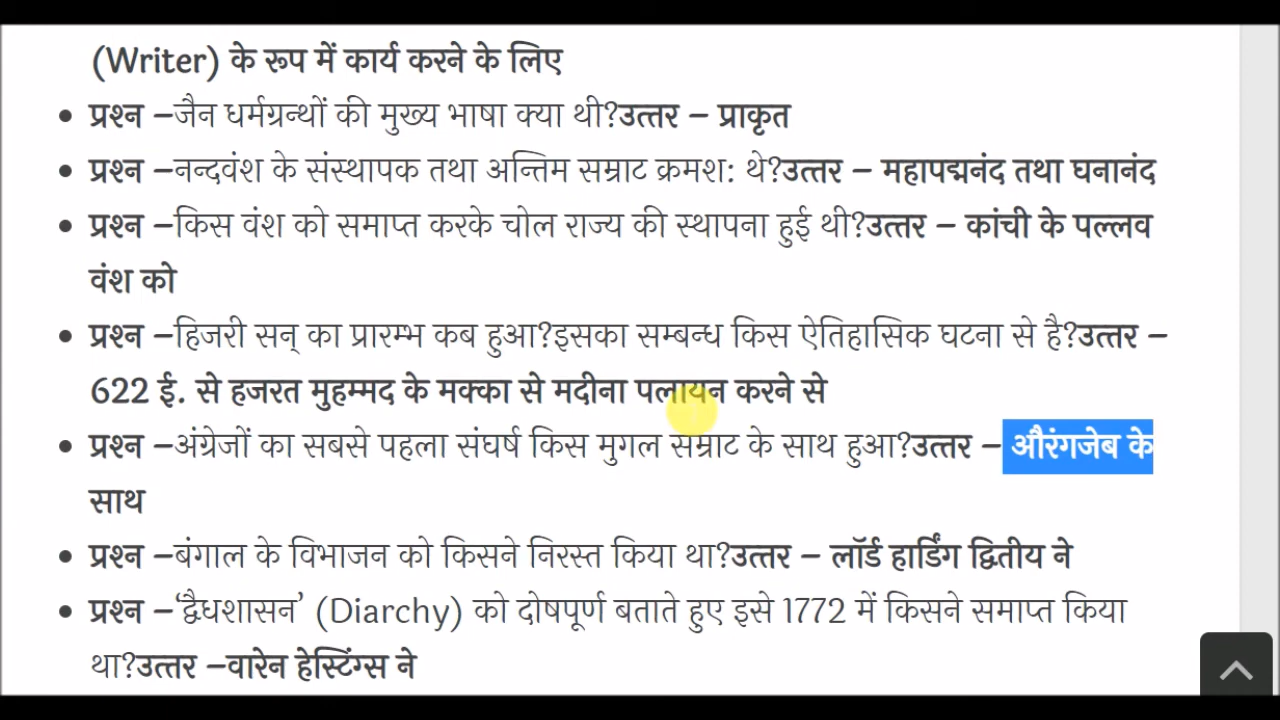 (Writer) के रूप में कार्य करने के लिए
• प्रश्न –जैन धर्मग्रन्थों की मुख्य भाषा क्या थी?उत्तर – प्राकृत
• प्रश्न –नन्दवंश के संस्थापक तथा अन्तिम सम्राट क्रमश: थे?उत्तर – महापद्मनंद तथा घनानंद
• प्रश्न –किस वंश को समाप्त करके चोल राज्य की स्थापना हुई थी?उत्तर – कांची के पल्लव
वंश को
• प्रश्न –हिजरी सन् का प्रारम्भ कब हुआ?इसका सम्बन्ध किस ऐतिहासिक घटना से है?उत्तर –
622 ई. से हजरत मुहम्मद के मक्का से मदीना पलायन करने से
• प्रश्न –अंग्रेजों का सबसे पहला संघर्ष किस मुगल सम्राट के साथ हुआ?उत्तर – औरंगजेब के
साथ
• प्रश्न –बंगाल के विभाजन को किसने निरस्त किया था?उत्तर – लॉर्ड हार्डिंग द्वितीय ने
• प्रश्न –‘द्वैधशासन’ (Diarchy) को दोषपूर्ण बताते हुए इसे 1772 में किसने समाप्त किया
था?उत्तर –वारेन हेस्टिंग्स ने